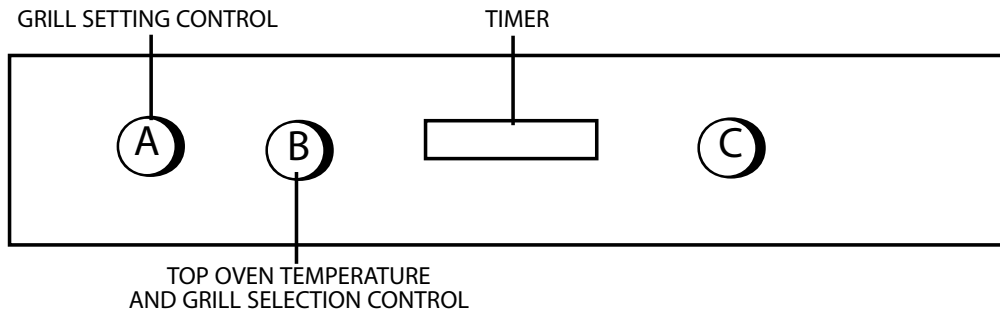 GRILL SETTING CONTROL
TIMER
A
B
C
TOP OVEN TEMPERATURE
AND GRILL SELECTION CONTROL